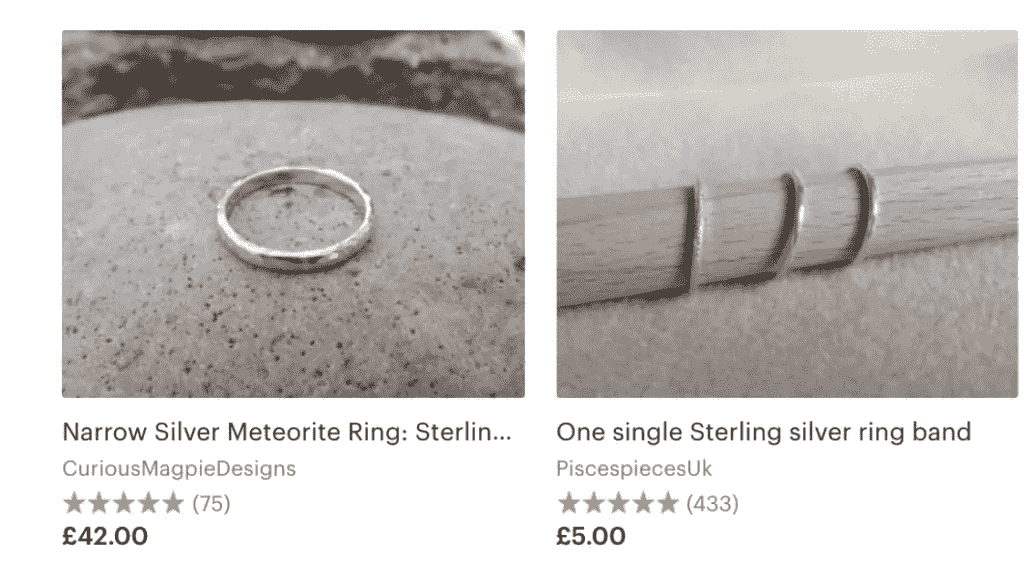 Narrow Silver Meteorite Ring: Sterlin...
CuriousMagpieDesigns
★★★★★ (75)
£42.00
One single Sterling silver ring band
PiscespiecesUk
★★★★★ (433)
£5.00